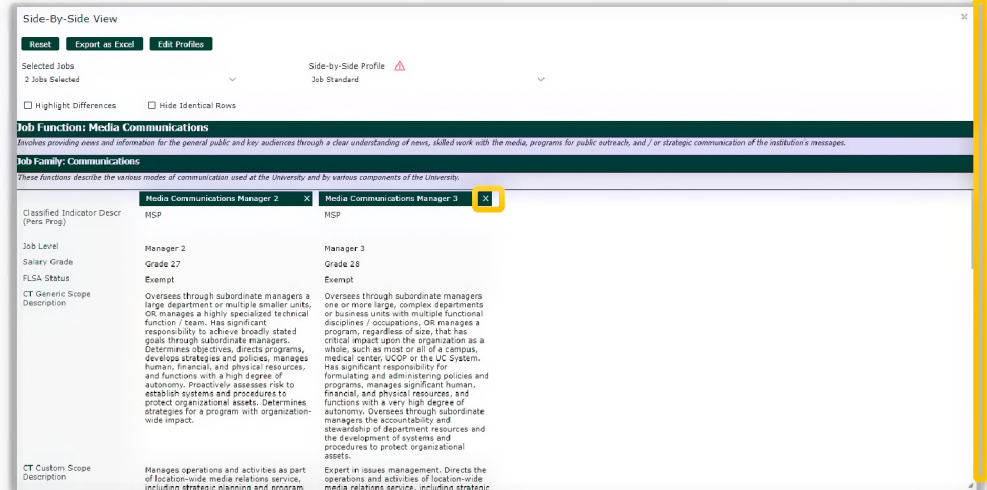 Side-By-Side View
×
Reset Export as Excel Edit Profiles
Selected Jobs Side-by-Side Profile
2 Jobs Selected Job Standard
Highlight Differences Hide Identical Rows
Job Function: Media Communications
Involves providing news and information for the general public and key audiences through a clear understanding of news, skilled work with the media, programs for public outreach, and / or strategic communication of the institution's messages.
Job Family: Communications
These functions describe the various modes of communication used at the University and by various components of the University.
Media Communications Manager 2 X Media Communications Manager 3 X
Classified Indicator Descr
(Pers Prog)
MSP MSP
Job Level Manager 2 Manager 3
Salary Grade Grade 27 Grade 28
FLSA Status Exempt Exempt
CT Generic Scope
Description
Oversees through subordinate managers a
large department or multiple smaller units,
OR manages a highly specialized technical
function / team. Has significant
responsibility to achieve broadly stated
goals through subordinate managers.
Determines objectives, directs programs,
develops strategies and policies, manages
human, financial, and physical resources,
and functions with a high degree of
autonomy. Proactively assesses risk to
establish systems and procedures to
protect organizational assets. Determines
strategies for a program with organization-
wide impact.
Oversees through subordinate managers
one or more large, complex departments
or business units with multiple functional
disciplines / occupations, OR manages a
program, regardless of size, that has
critical impact upon the organization as a
whole, such as most or all of a campus,
medical center, UCOP or the UC System.
Has significant responsibility for
formulating and administering policies and
programs, manages significant human,
financial, and physical resources, and
functions with a very high degree of
autonomy. Oversees through subordinate
managers the accountability and
stewardship of department resources and
the development of systems and
procedures to protect organizational
assets.
CT Custom Scope
Description
Manages operations and activities as part
of location-wide media relations service,
including strategic planning and program
Expert in issues management. Directs the
operations and activities of location-wide
media relations service, including strategic